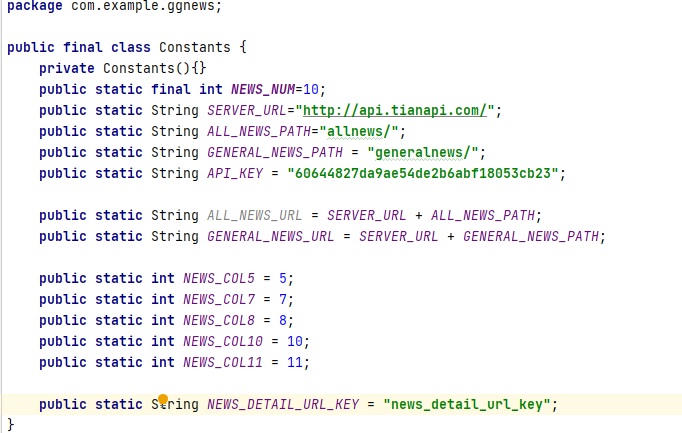 package com.example.ggnews;
public final class Constants {
private Constants(){}
public static final int NEWS_NUM=10;
public static String SERVER_URL="http://api.tianapi.com/";
public static String ALL_NEWS_PATH="allnews/";
public static String GENERAL_NEWS_PATH = "generalnews/";
public static String API_KEY = "60644827da9ae54de2b6abf18053cb23";
public static String ALL_NEWS_URL = SERVER_URL + ALL_NEWS_PATH;
public static String GENERAL_NEWS_URL = SERVER_URL + GENERAL_NEWS_PATH;
public static int NEWS_COL5 = 5;
public static int NEWS_COL7 = 7;
public static int NEWS_COL8 = 8;
public static int NEWS_COL10 = 10;
public static int NEWS_COL11 = 11;
public static String NEWS_DETAIL_URL_KEY = "news_detail_url_key";
}